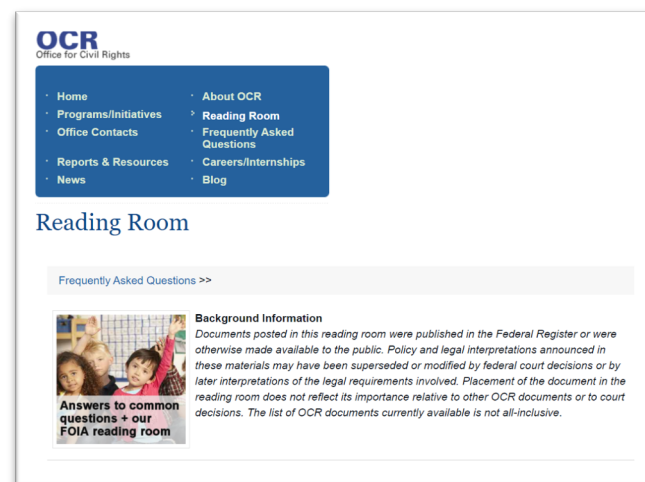 OCR
Office for Civil Rights
Home
About OCR
Programs/Initiatives
Reading Room
Office Contacts
Frequently Asked
Questions
Reports & Resources
Careers/Internships
News
Blog
Reading Room
Frequently Asked Questions >>
Background Information
Documents posted in this reading room were published in the Federal Register or were
otherwise made available to the public. Policy and legal interpretations announced in
these materials may have been superseded or modified by federal court decisions or by
later interpretations of the legal requirements involved. Placement of the document in the
reading room does not reflect its importance relative to other OCR documents or to court
decisions. The list of OCR documents currently available is not all-inclusive.
Answers to common
questions + our
FOIA reading room